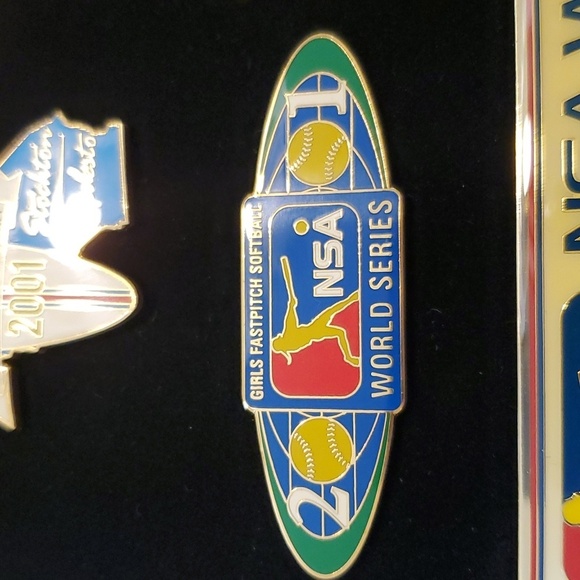 Stockton
Modesto
2001
GIRLS FASTPITCH SOFTBALL
NSA
WORLD SERIES
2 1
NSA W